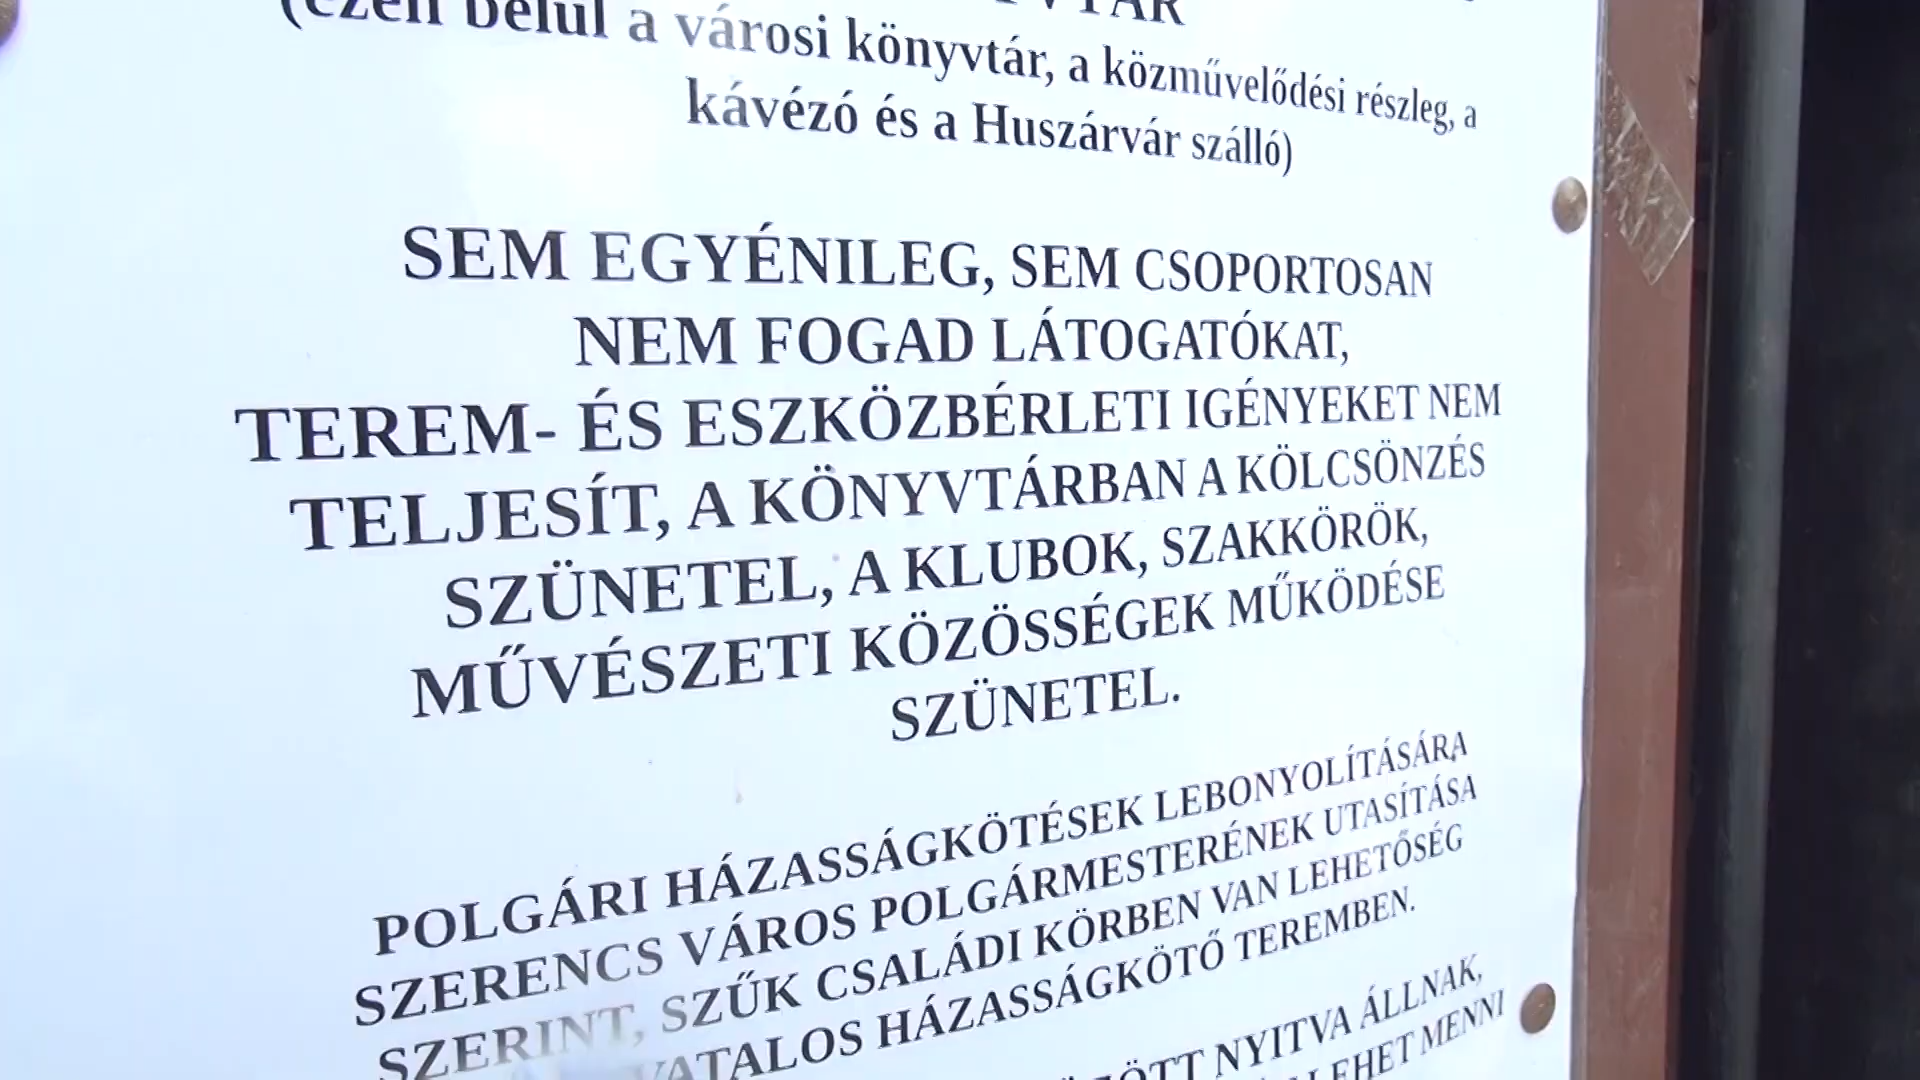 (ezen belül a városi könyvtár, a közművelődési részleg, a
kávézó és a Huszárvár szálló)
SEM EGYÉNILEG, SEM CSOPORTOSAN
NEM FOGAD LÁTOGATÓKAT,
TEREM- ÉS ESZKÖZBÉRLETI IGÉNYEKET NEM
TELJESÍT, A KÖNYVTÁRBAN A KÖLCSÖNZÉS
SZÜNETEL, A KLUBOK, SZAKKÖRÖK,
MŰVÉSZETI KÖZÖSSÉGEK MŰKÖDÉSE
SZÜNETEL.
POLGÁRI HÁZASSÁGKÖTÉSEK LEBONYOLÍTÁSÁRA
SZERENCS VÁROS POLGÁRMESTERÉNEK UTASÍTÁSA
SZERINT, SZŰK CSALÁDI KÖRBEN VAN LEHETŐSÉG
HÁZASSÁGKÖTŐ TEREMBEN.
NYITVA ÁLLNAK,
LEHET MENNI